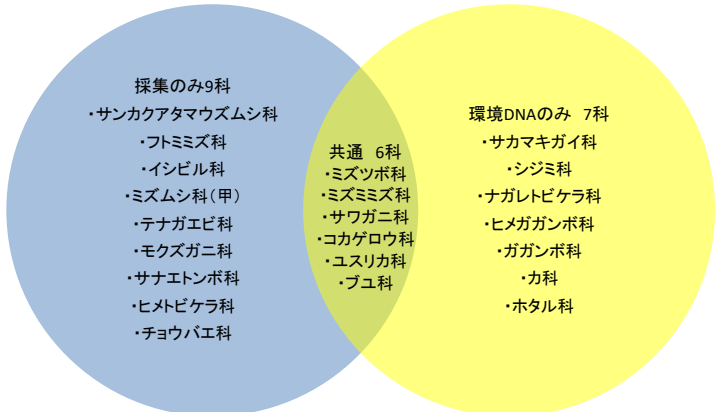 採集のみ9科
・サンカクアタマウズムシ科
・フトミミズ科
・イシビル科
・ミズムシ科(甲)
・テナガエビ科
・モクズガニ科
・サナエトンボ科
・ヒメトビケラ科
・チョウバエ科
共通 6科
・ミズツボ科
・ミズミミズ科
・サワガニ科
・コカゲロウ科
・ユスリカ科
・ブユ科
環境DNAのみ 7科
・サカマキガイ科
・シジミ科
・ナガレトビケラ科
・ヒメガガンボ科
・ガガンボ科
・カ科
・ホタル科